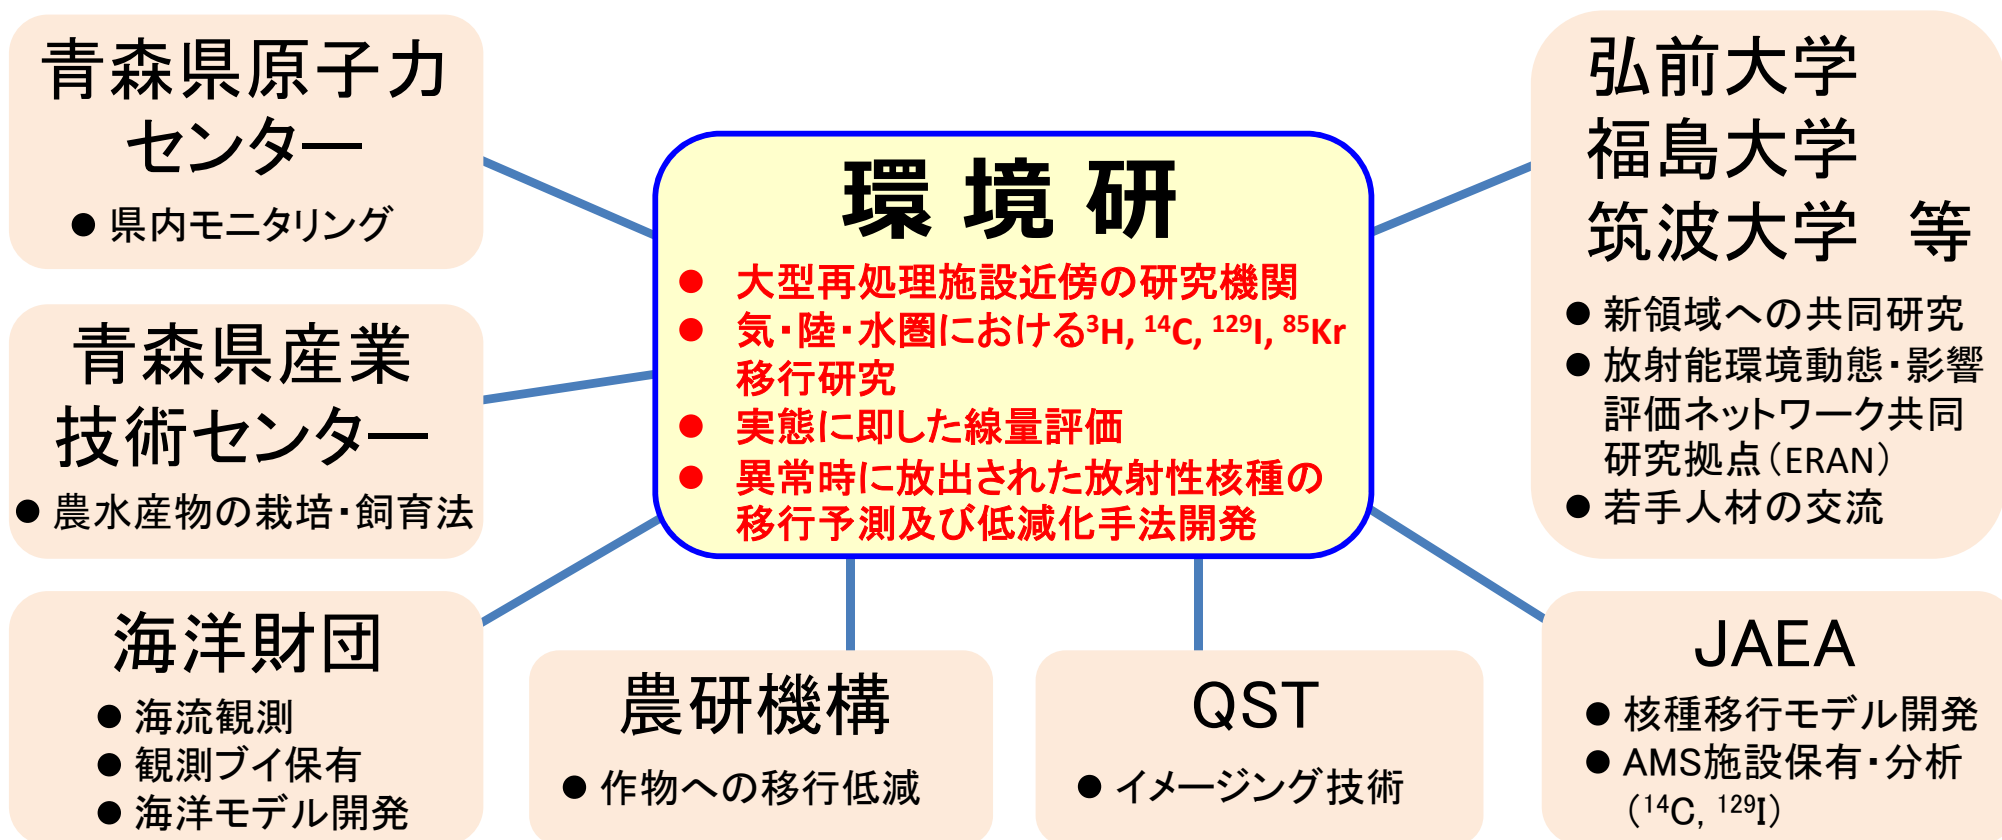 青森県原子力
センター
● 県内モニタリング
青森県産業
技術センター
● 農水産物の栽培・飼育法
海洋財団
● 海流観測
● 観測ブイ保有
● 海洋モデル開発
環境研
● 大型再処理施設近傍の研究機関
● 気・陸・水圏における³H, ¹⁴C, ¹²⁹I, ⁸⁵Kr
移行研究
● 実態に即した線量評価
● 異常時に放出された放射性核種の
移行予測及び低減化手法開発
農研機構
● 作物への移行低減
QST
● イメージング技術
弘前大学
福島大学
筑波大学 等
● 新領域への共同研究
● 放射能環境動態・影響
評価ネットワーク共同
研究拠点（ERAN）
● 若手人材の交流
JAEA
● 核種移行モデル開発
● AMS施設保有・分析
（¹⁴C, ¹²⁹I）